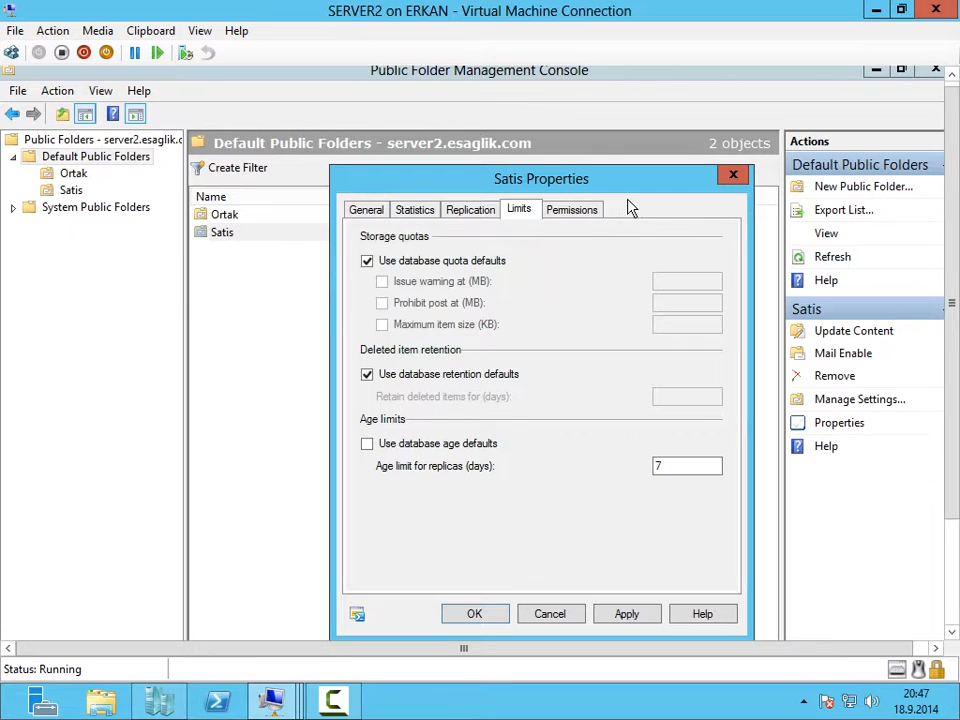 SERVER2 on ERKAN - Virtual Machine Connection
File Action Media Clipboard View Help
Public Folder Management Console
File Action View Help
Public Folders - server2.esaglik.c
Default Public Folders
Ortak
Satis
System Public Folders
Default Public Folders - server2.esaglik.com 2 objects
Create Filter
Name
Ortak
Satis
Satis Properties
General Statistics Replication Limits Permissions
Storage quotas
Use database quota defaults
Issue warning at (MB):
Prohibit post at (MB):
Maximum item size (KB):
Deleted item retention
Use database retention defaults
Retain deleted items for (days):
Age limits
Use database age defaults
Age limit for replicas (days): 7
OK Cancel Apply Help
Actions
Default Public Folders
New Public Folder...
Export List...
View
Refresh
Help
Satis
Update Content
Mail Enable
Remove
Manage Settings...
Properties
Help
Status: Running
20:47
18.9.2014